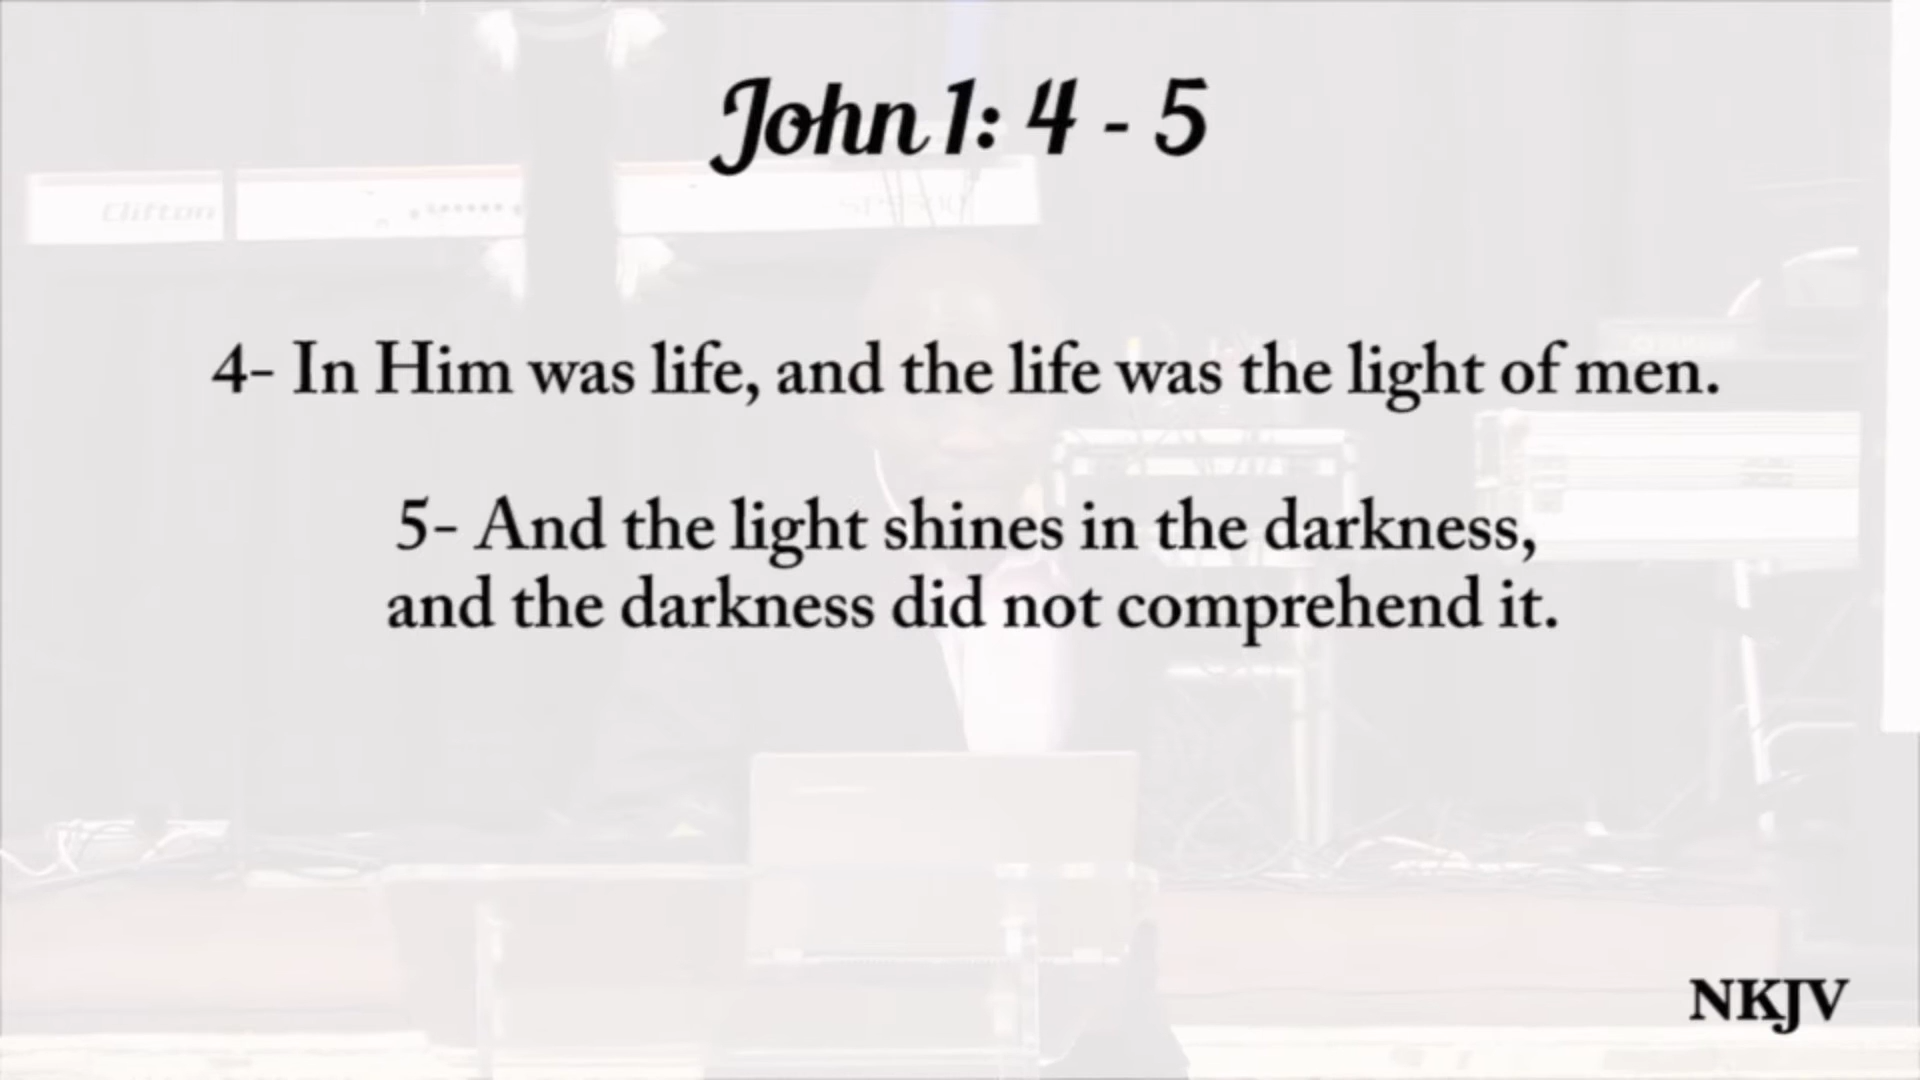 John 1: 4 - 5
Clifton
4- In Him was life, and the life was the light of men.
5- And the light shines in the darkness,
and the darkness did not comprehend it.
NKJV